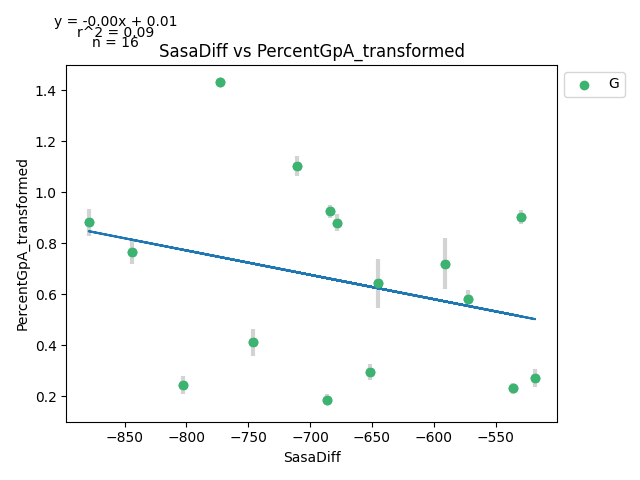 y = -0.00x + 0.01
r^2 = 0.09
n = 16
SasaDiff vs PercentGpA_transformed
G
PercentGpA_transformed
1.4
1.2
1.0
0.8
0.6
0.4
0.2
−850
−800
−750
−700
−650
−600
−550
SasaDiff